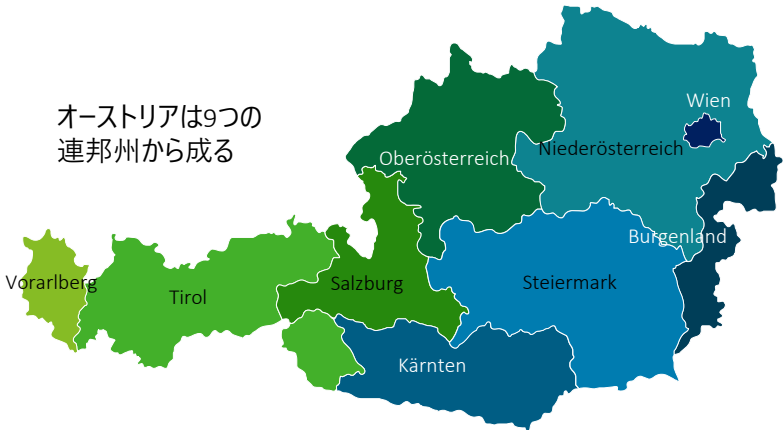 オーストリアは9つの
連邦州から成る
Wien
Oberösterreich
Niederösterreich
Burgenland
Vorarlberg
Tirol
Salzburg
Steiermark
Kärnten